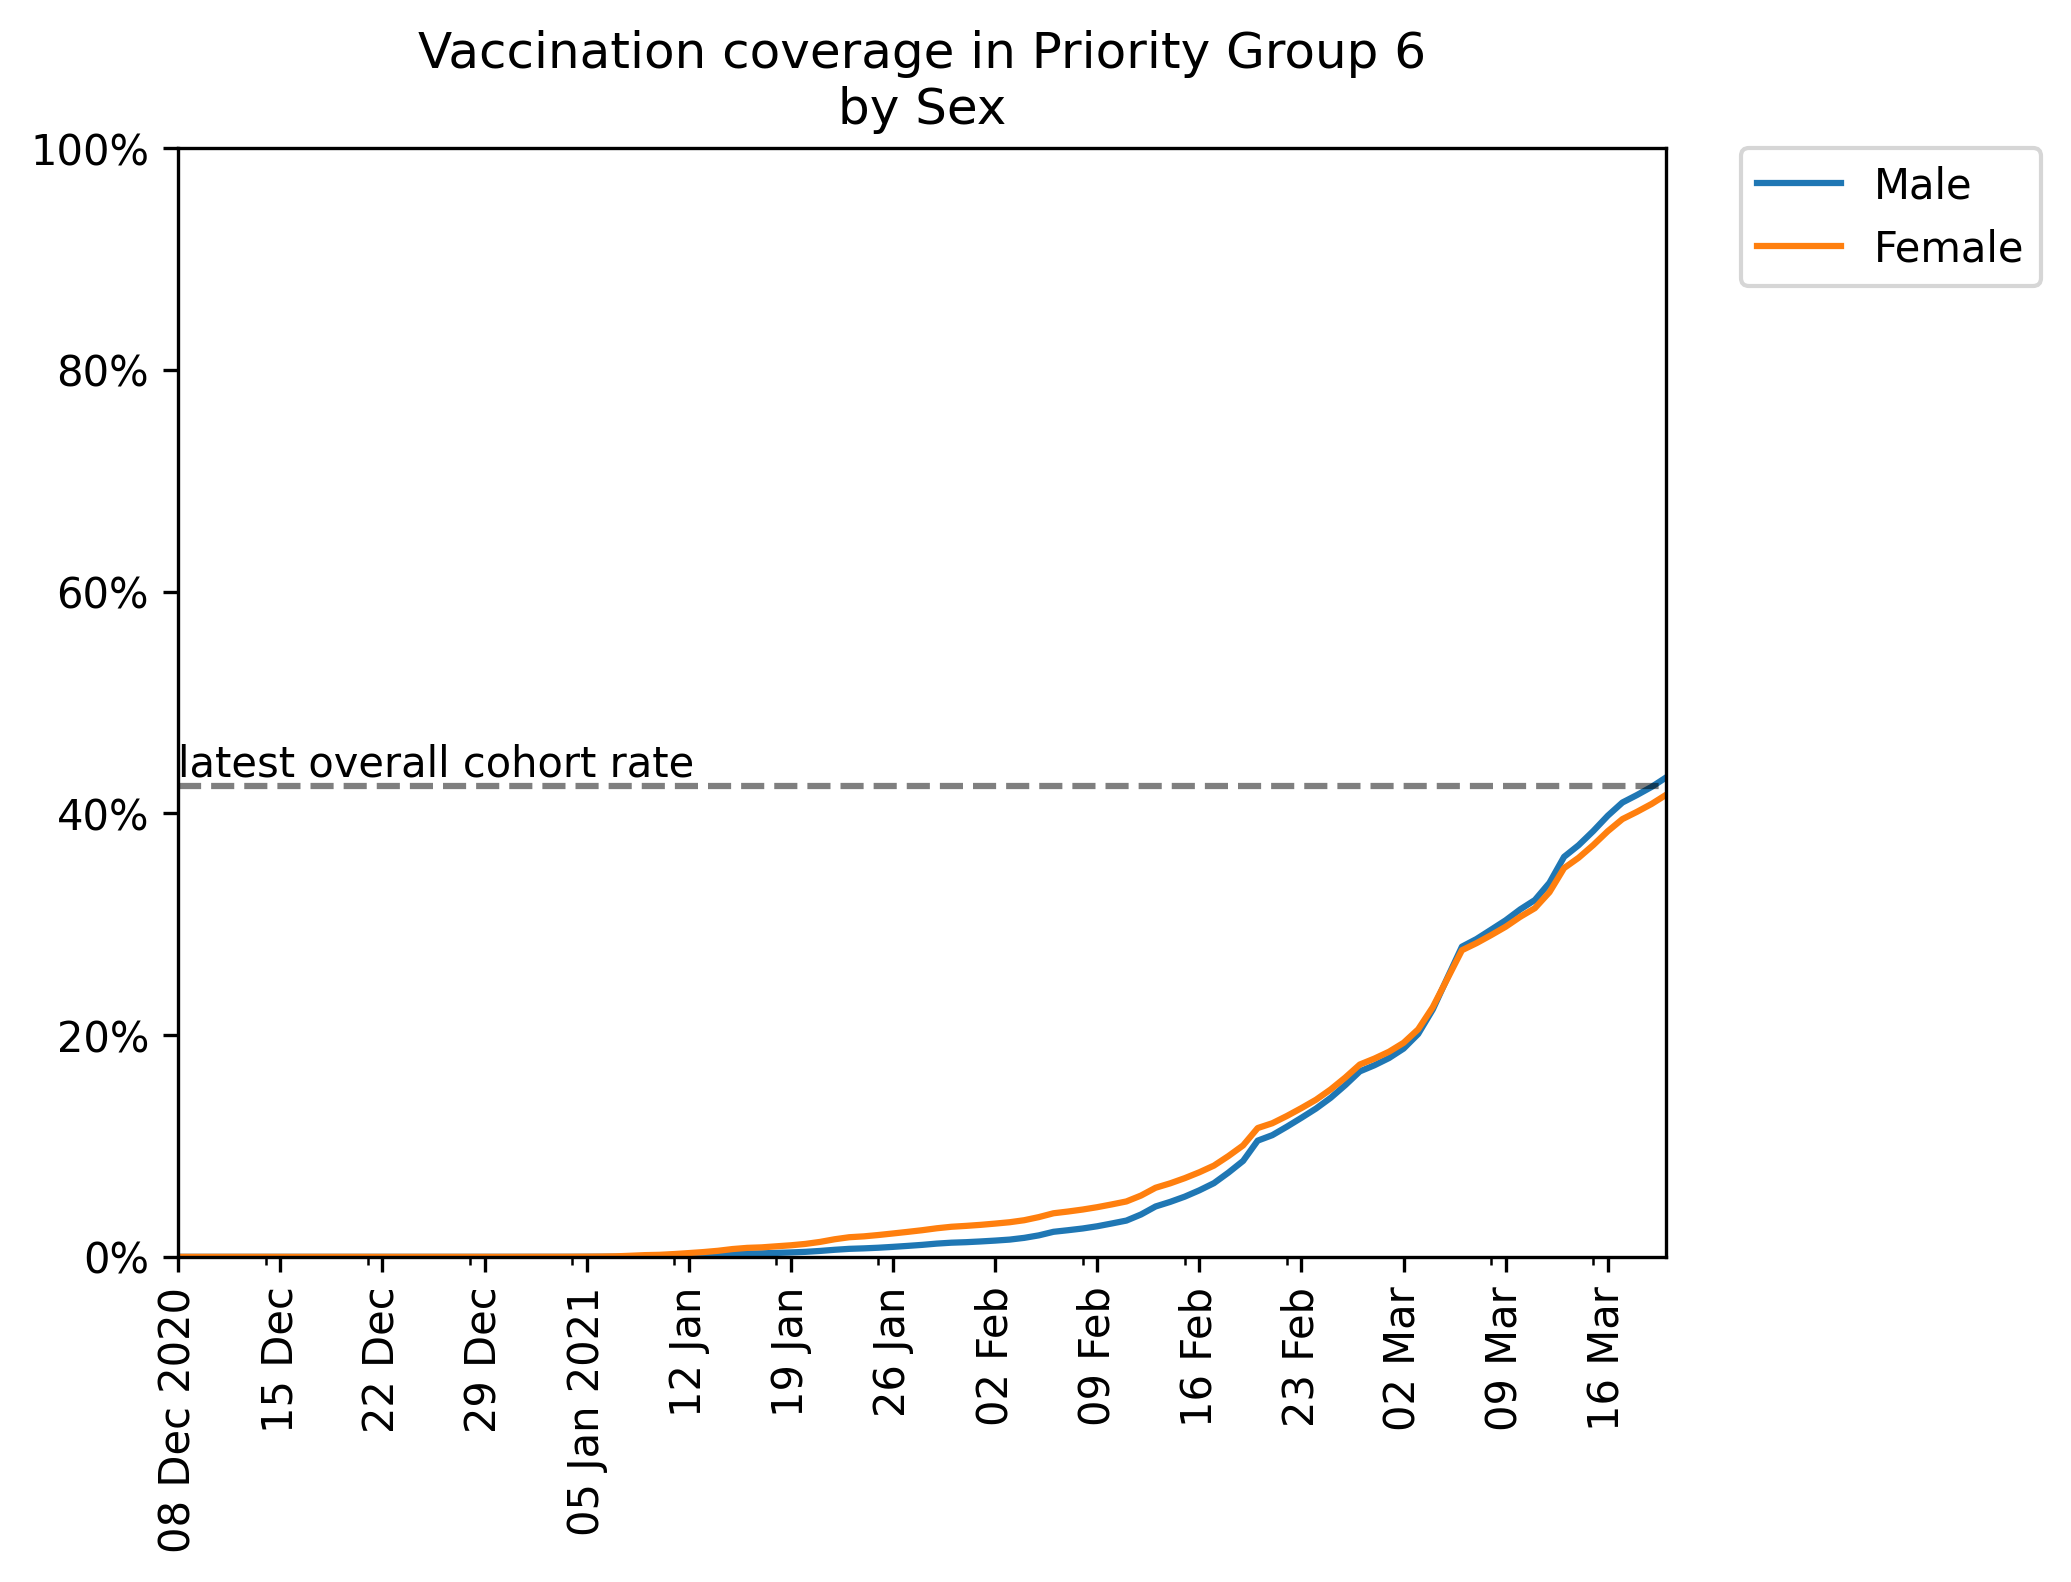 Vaccination coverage in Priority Group 6
by Sex
100%
80%
60%
40%
20%
0%
latest overall cohort rate
Male
Female
08 Dec 2020
15 Dec
22 Dec
29 Dec
05 Jan 2021
12 Jan
19 Jan
26 Jan
02 Feb
09 Feb
16 Feb
23 Feb
02 Mar
09 Mar
16 Mar